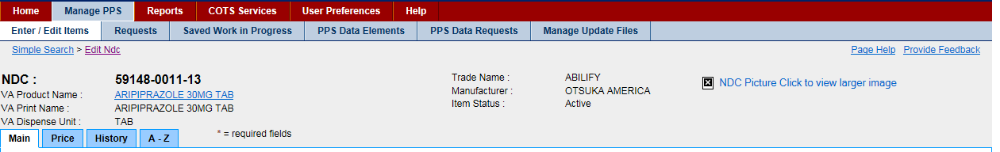 Home Manage PPS Reports COTS Services User Preferences Help
Enter / Edit Items Requests Saved Work in Progress PPS Data Elements PPS Data Requests Manage Update Files
Simple Search > Edit Ndc Page Help Provide Feedback
NDC : 59148-0011-13
VA Product Name : ARIPIPRAZOLE 30MG TAB
VA Print Name : ARIPIPRAZOLE 30MG TAB
VA Dispense Unit : TAB
Trade Name : ABILIFY
Manufacturer : OTSUKA AMERICA
Item Status : Active
NDC Picture Click to view larger image
Main Price History A - Z * = required fields